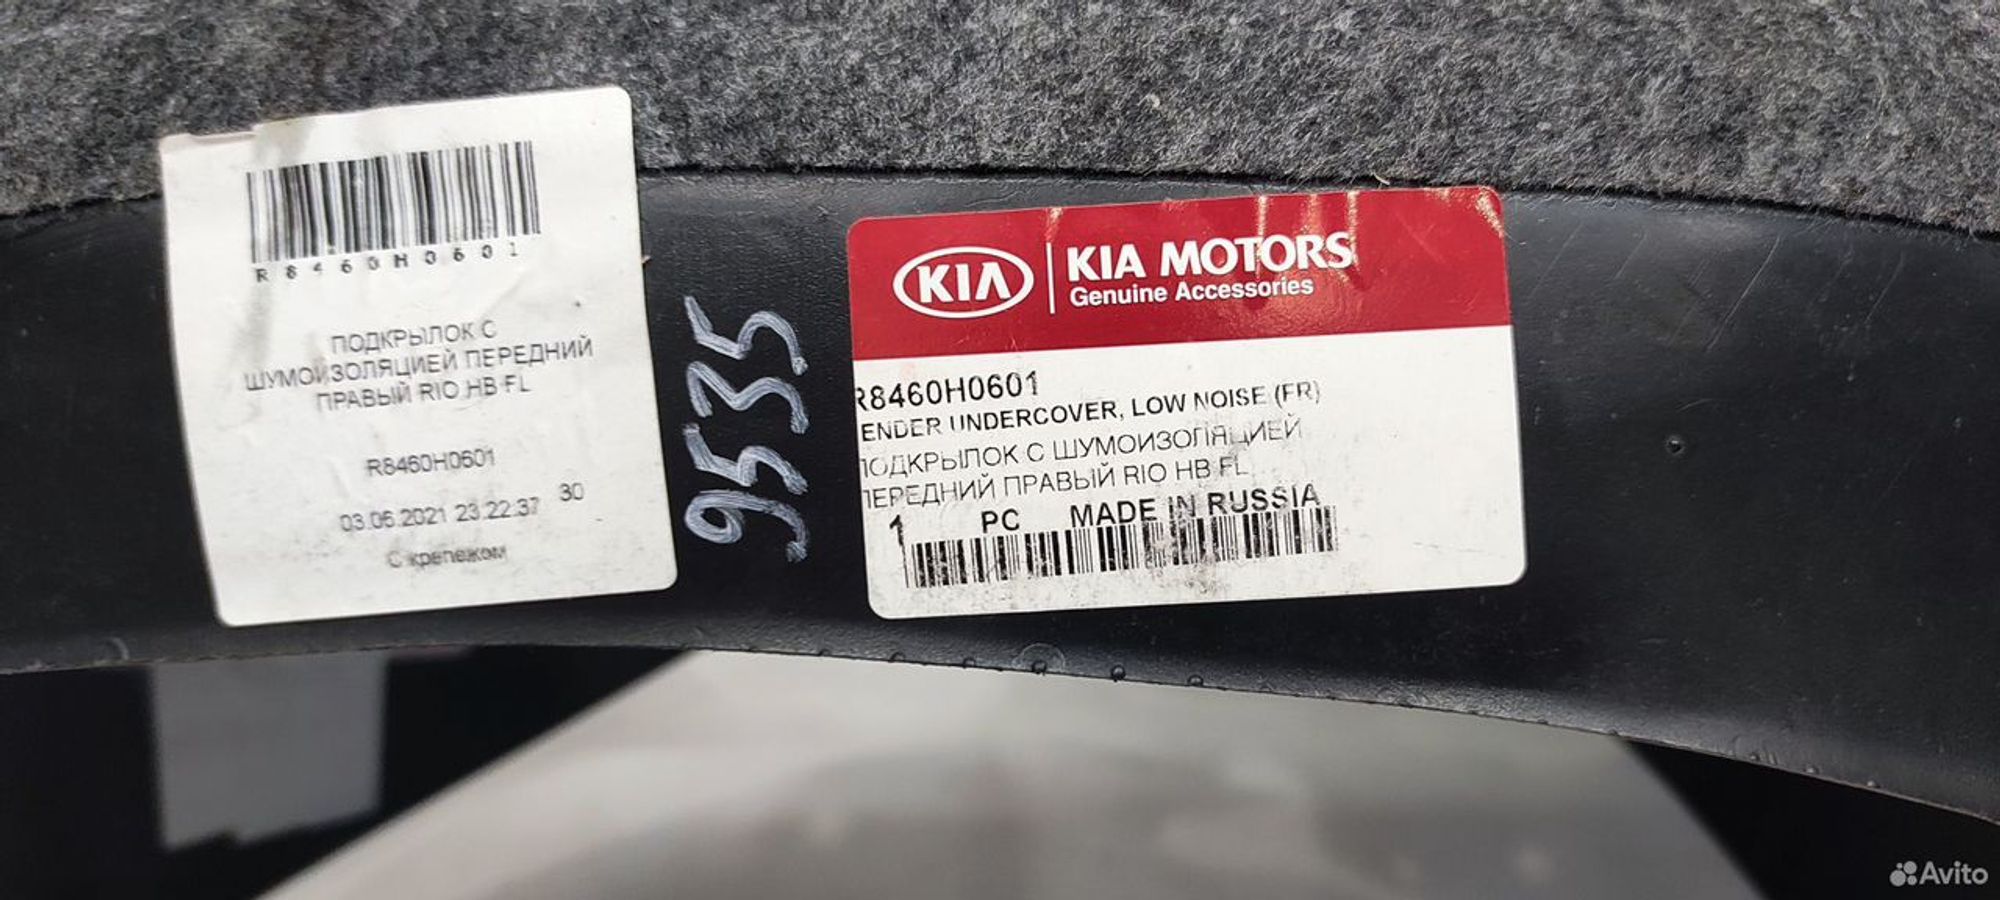 R8460H0601
ПОДКРЫЛОК С
ШУМОИЗОЛЯЦИЕЙ ПЕРЕДНИЙ
ПРАВЫЙ RIO HB FL
R8460H0601
03.06.2021 23:22:37 30
С крепежом
9535
KIA
KIA MOTORS
Genuine Accessories
R8460H0601
ENDER UNDERCOVER, LOW NOISE (FR)
ПОДКРЫЛОК С ШУМОИЗОЛЯЦИЕЙ
ПЕРЕДНИЙ ПРАВЫЙ RIO HB FL
1 PC MADE IN RUSSIA
Avito